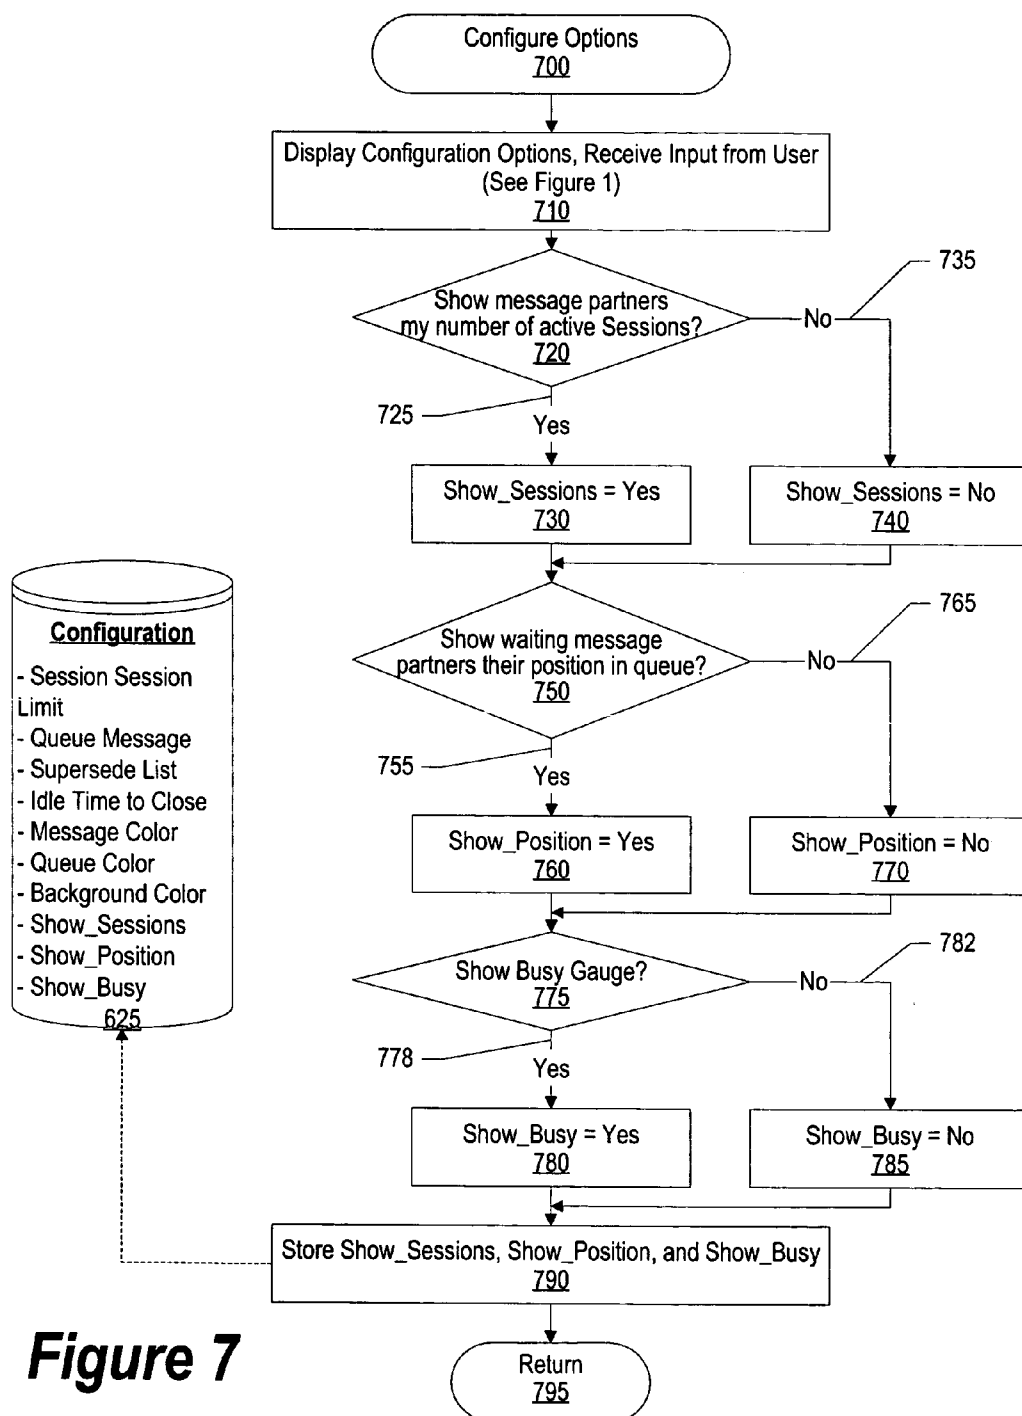 Configure Options
700
Display Configuration Options, Receive Input from User
(See Figure 1)
710
735
Show message partners
my number of active Sessions?
720
No
725
Yes
Show_Sessions = Yes
730
Show_Sessions = No
740
765
Show waiting message
partners their position in queue?
750
No
755
Yes
Show_Position = Yes
760
Show_Position = No
770
782
Show Busy Gauge?
775
No
778
Yes
Show_Busy = Yes
780
Show_Busy = No
785
Store Show_Sessions, Show_Position, and Show_Busy
790
Return
795
Configuration
- Session Session
Limit
- Queue Message
- Supersede List
- Idle Time to Close
- Message Color
- Queue Color
- Background Color
- Show_Sessions
- Show_Position
- Show_Busy
625
Figure 7